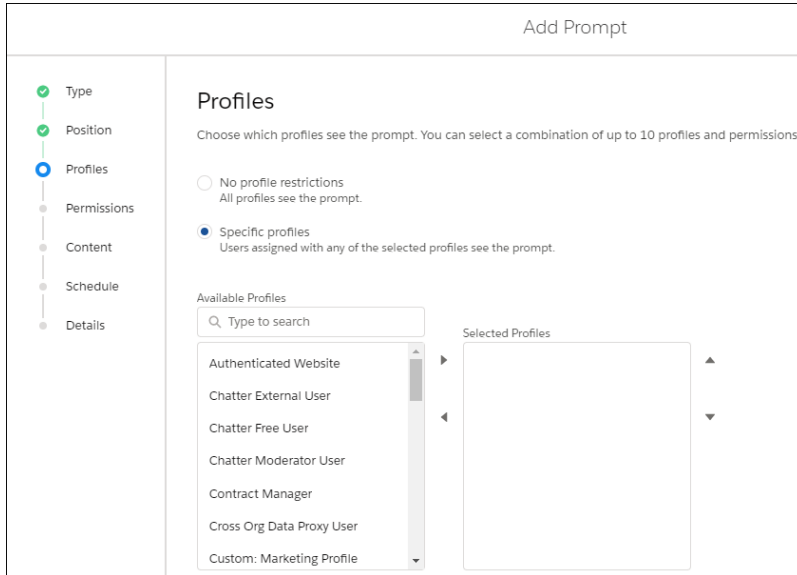 Add Prompt
Type
Position
Profiles
Permissions
Content
Schedule
Details
Profiles
Choose which profiles see the prompt. You can select a combination of up to 10 profiles and permissions
No profile restrictions
All profiles see the prompt.
Specific profiles
Users assigned with any of the selected profiles see the prompt.
Available Profiles
Type to search
Authenticated Website
Chatter External User
Chatter Free User
Chatter Moderator User
Contract Manager
Cross Org Data Proxy User
Custom: Marketing Profile
Selected Profiles